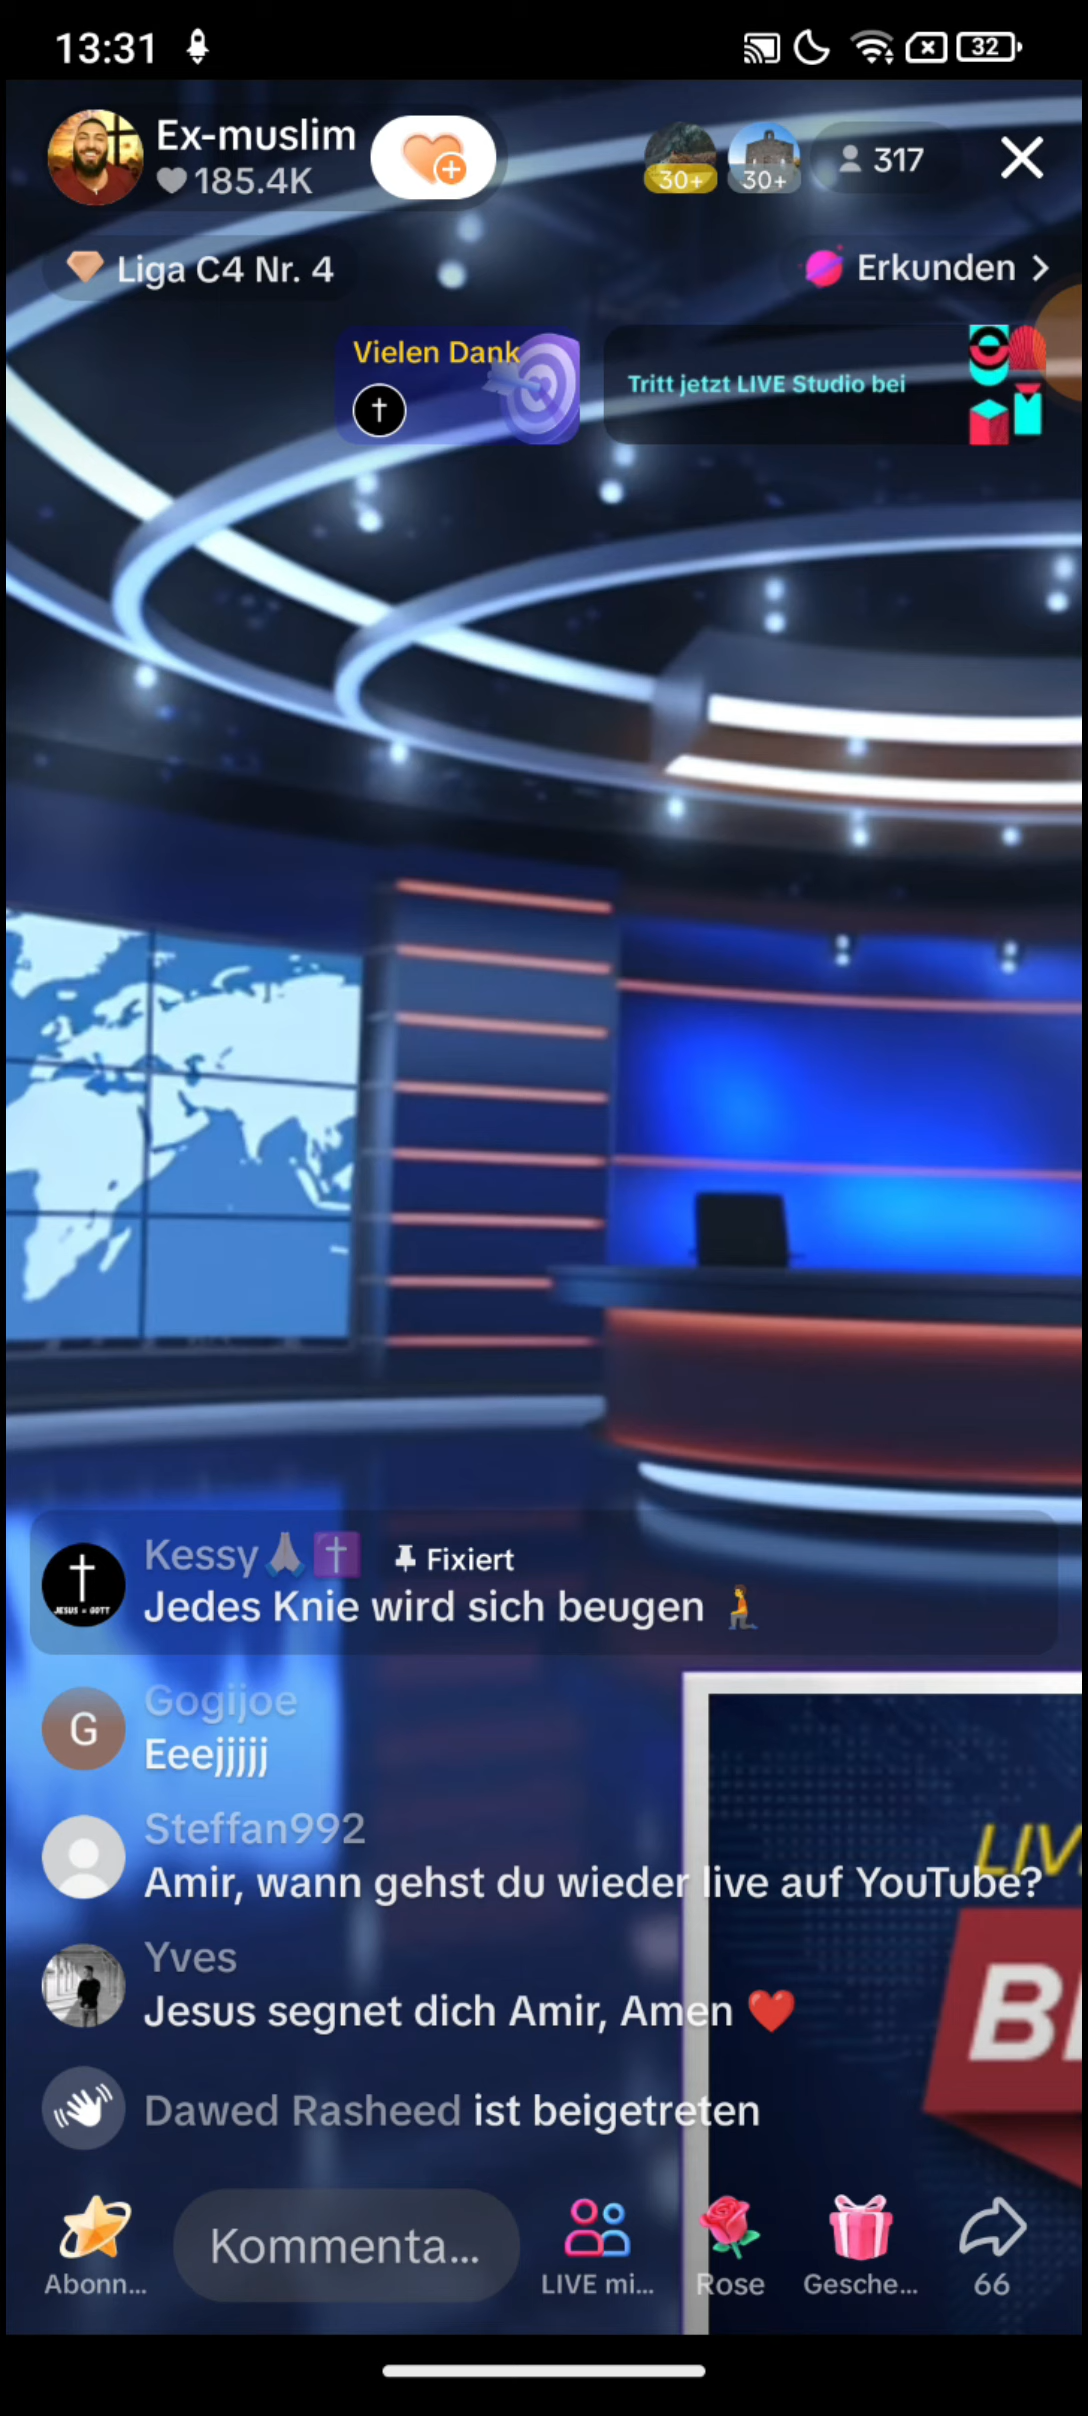 13:31
32
Ex-muslim
185.4K
30+
30+
317
Liga C4 Nr. 4
Erkunden >
Vielen Dank
Tritt jetzt LIVE Studio bei
Kessy🙏🏽✝️ Fixiert
JESUS = GOTT
Jedes Knie wird sich beugen 🧎
Gogijoe
G
Eeejjjjj
Steffan992
Amir, wann gehst du wieder live auf YouTube?
LIV
Yves
Jesus segnet dich Amir, Amen ❤️
Dawed Rasheed ist beigetreten
Kommenta...
Abonn...
LIVE mi...
Rose
Gesche...
66